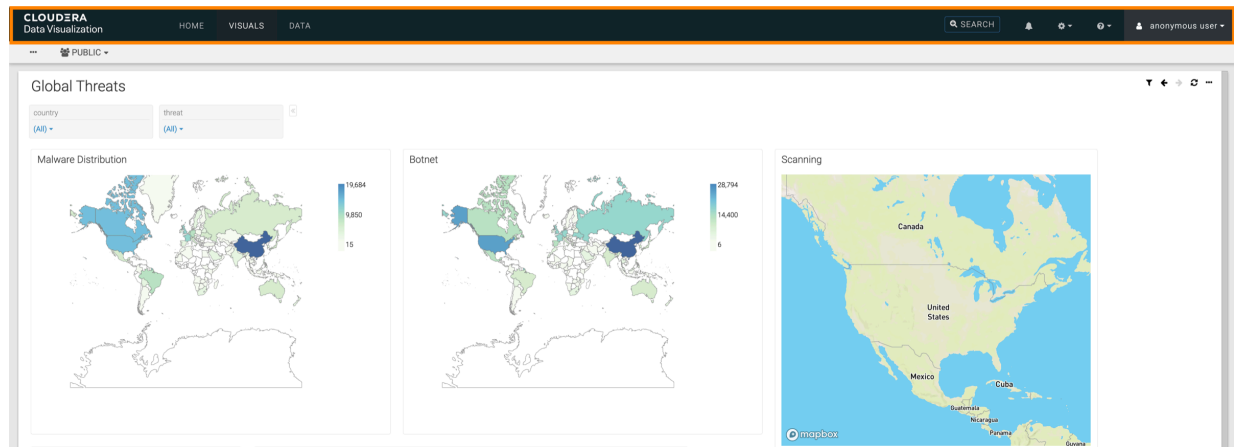 CLOUDERA
Data Visualization
HOME VISUALS DATA
SEARCH
anonymous user
PUBLIC
Global Threats
country
(All)
threat
(All)
Malware Distribution
19,684
9,850
15
Botnet
28,794
14,400
6
Scanning
Canada
United
States
Mexico
Cuba
Guatemala
Nicaragua
Panama
Guyana
mapbox